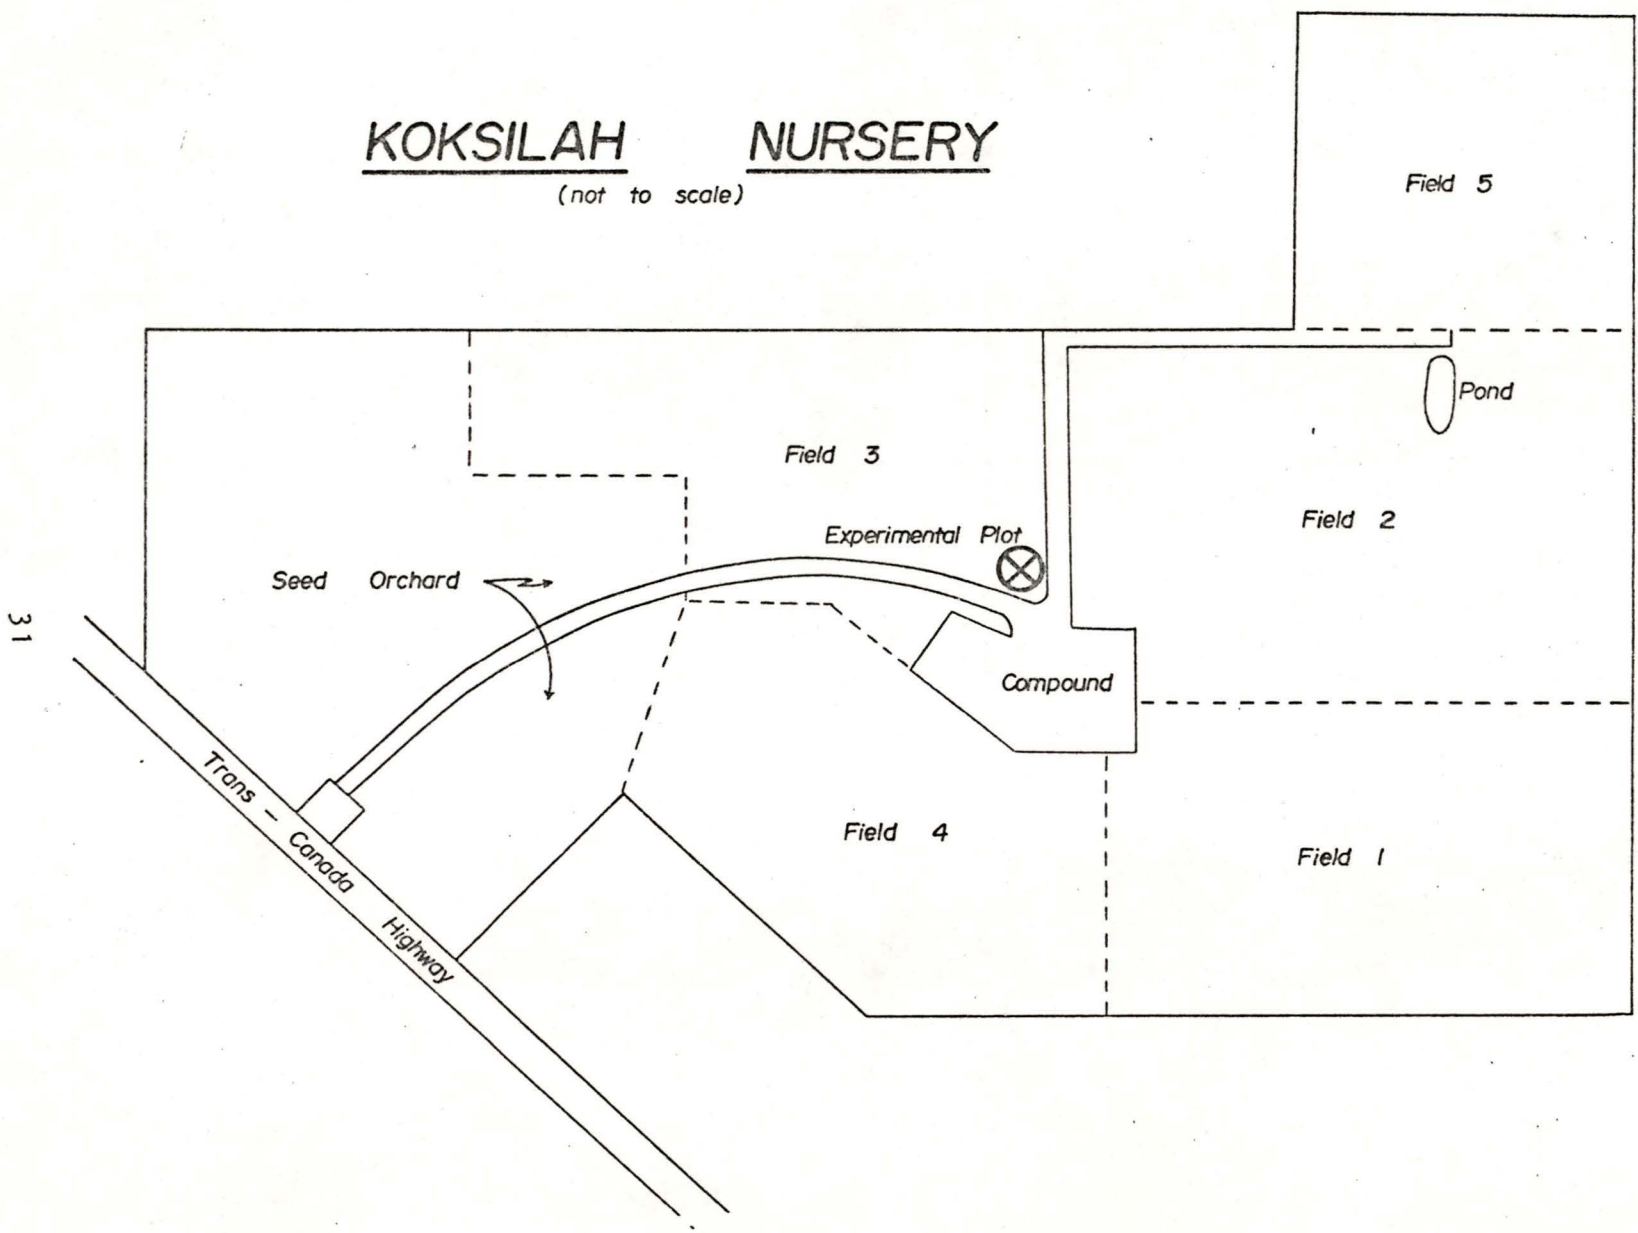 KOKSILAH NURSERY
(not to scale)
Field 5
Pond
Field 3
Field 2
Experimental Plot
Seed Orchard
31
Compound
Trans - Canada Highway
Field 4
Field 1